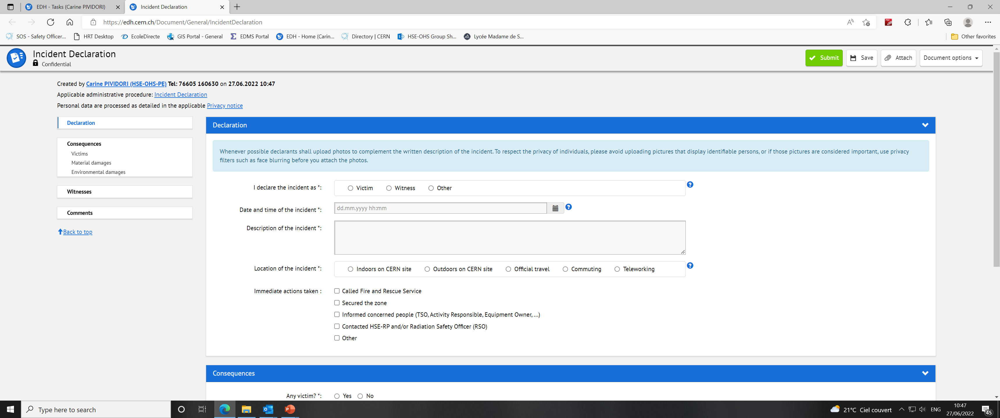 EDH - Tasks (Carine PIVIDORI)
Incident Declaration
https://edh.cern.ch/Document/General/IncidentDeclaration
SOS - Safety Officer...
HRT Desktop
EcoleDirecte
GIS Portal - General
EDMS Portal
EDH - Home (Carin...
Directory | CERN
HSE-OHS Group Sh...
Lycée Madame de S...
Other favorites
Incident Declaration
Confidential
Submit
Save
Attach
Document options
Created by Carine PIVIDORI (HSE-OHS-PE) Tel: 76605 160630 on 27.06.2022 10:47
Applicable administrative procedure: Incident Declaration
Personal data are processed as detailed in the applicable Privacy notice
Declaration
Consequences
Victims
Material damages
Environmental damages
Witnesses
Comments
Back to top
Declaration
Whenever possible declarants shall upload photos to complement the written description of the incident. To respect the privacy of individuals, please avoid uploading pictures that display identifiable persons, or if those pictures are considered important, use privacy
filters such as face blurring before you attach the photos.
I declare the incident as *:
Victim
Witness
Other
Date and time of the incident *:
dd.mm.yyyy hh:mm
Description of the incident *:
Location of the incident *:
Indoors on CERN site
Outdoors on CERN site
Official travel
Commuting
Teleworking
Immediate actions taken :
Called Fire and Rescue Service
Secured the zone
Informed concerned people (TSO, Activity Responsible, Equipment Owner, ...)
Contacted HSE-RP and/or Radiation Safety Officer (RSO)
Other
Consequences
Any victim? *:
Yes
No
Type here to search
21°C Ciel couvert
ENG
10:47
27/06/2022
45